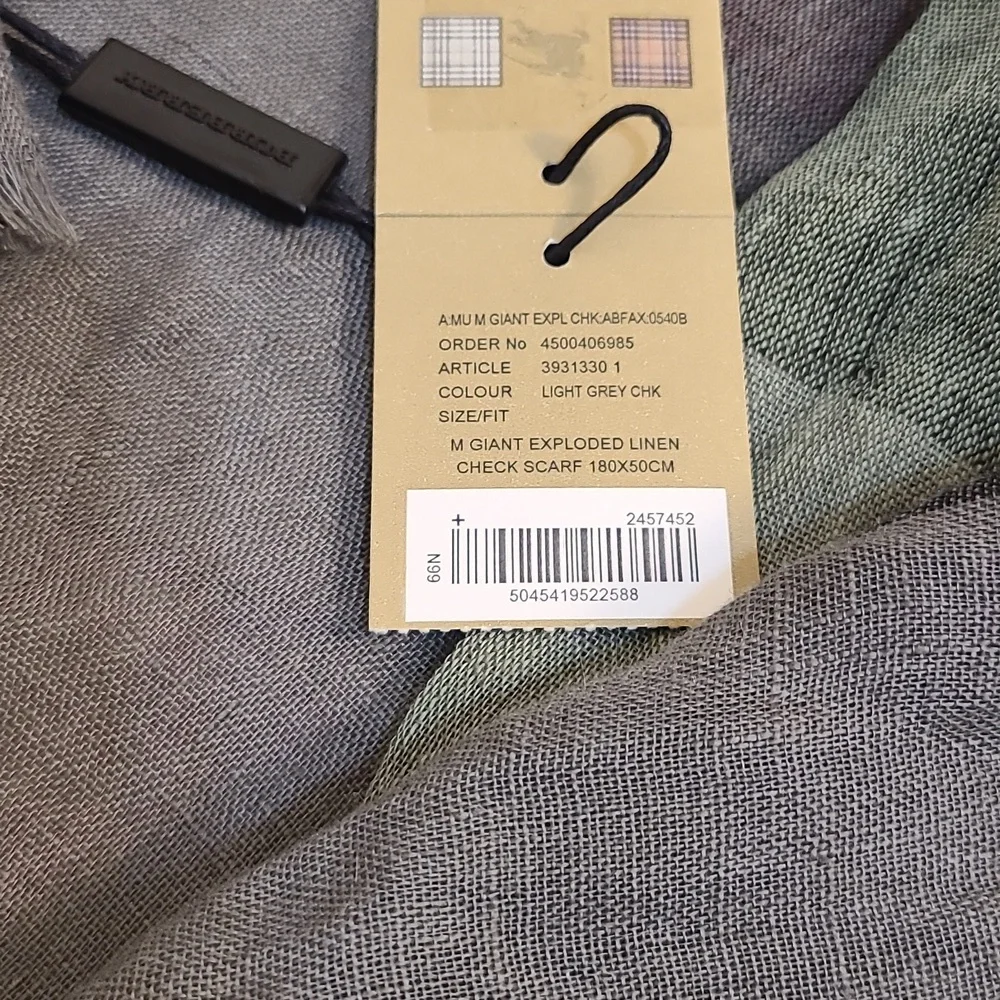 A:MU M GIANT EXPL CHK:ABFAX:0540B
ORDER No 4500406985
ARTICLE 3931330 1
COLOUR LIGHT GREY CHK
SIZE/FIT
M GIANT EXPLODED LINEN
CHECK SCARF 180X50CM
+ 2457452
N99
5045419522588